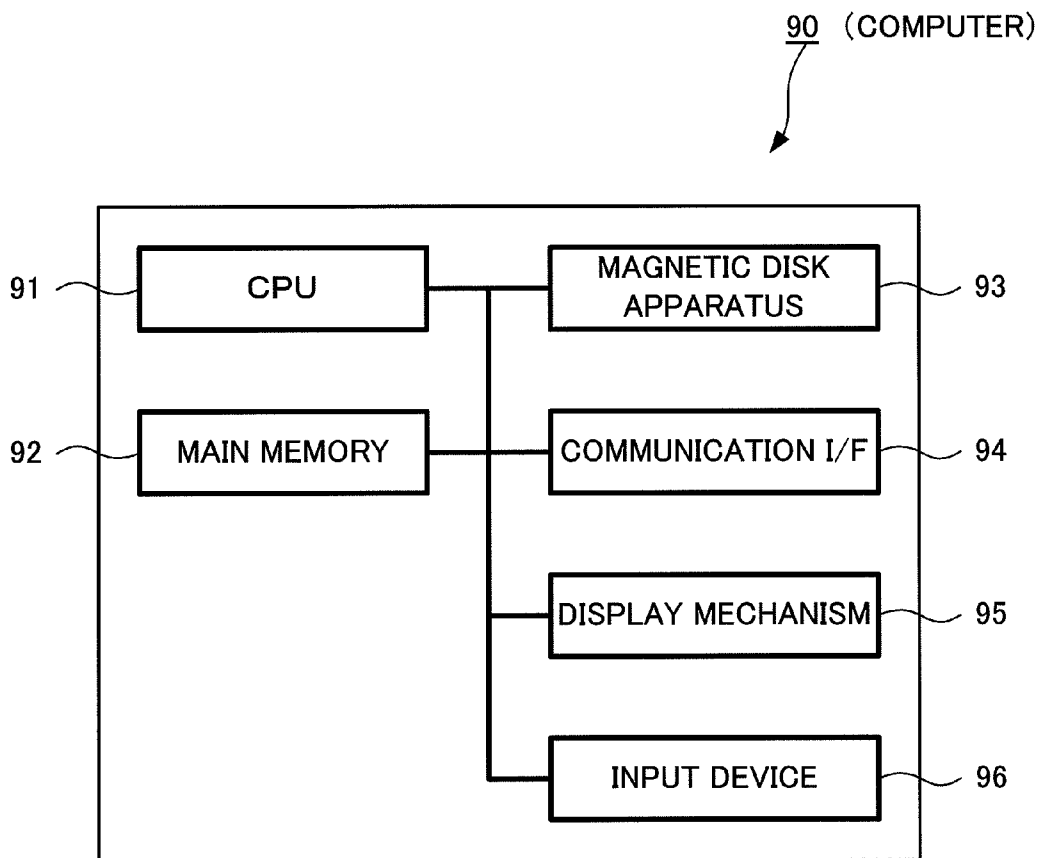 90 (COMPUTER)
91
CPU
MAGNETIC DISK
APPARATUS
93
92
MAIN MEMORY
COMMUNICATION I/F
94
DISPLAY MECHANISM
95
INPUT DEVICE
96